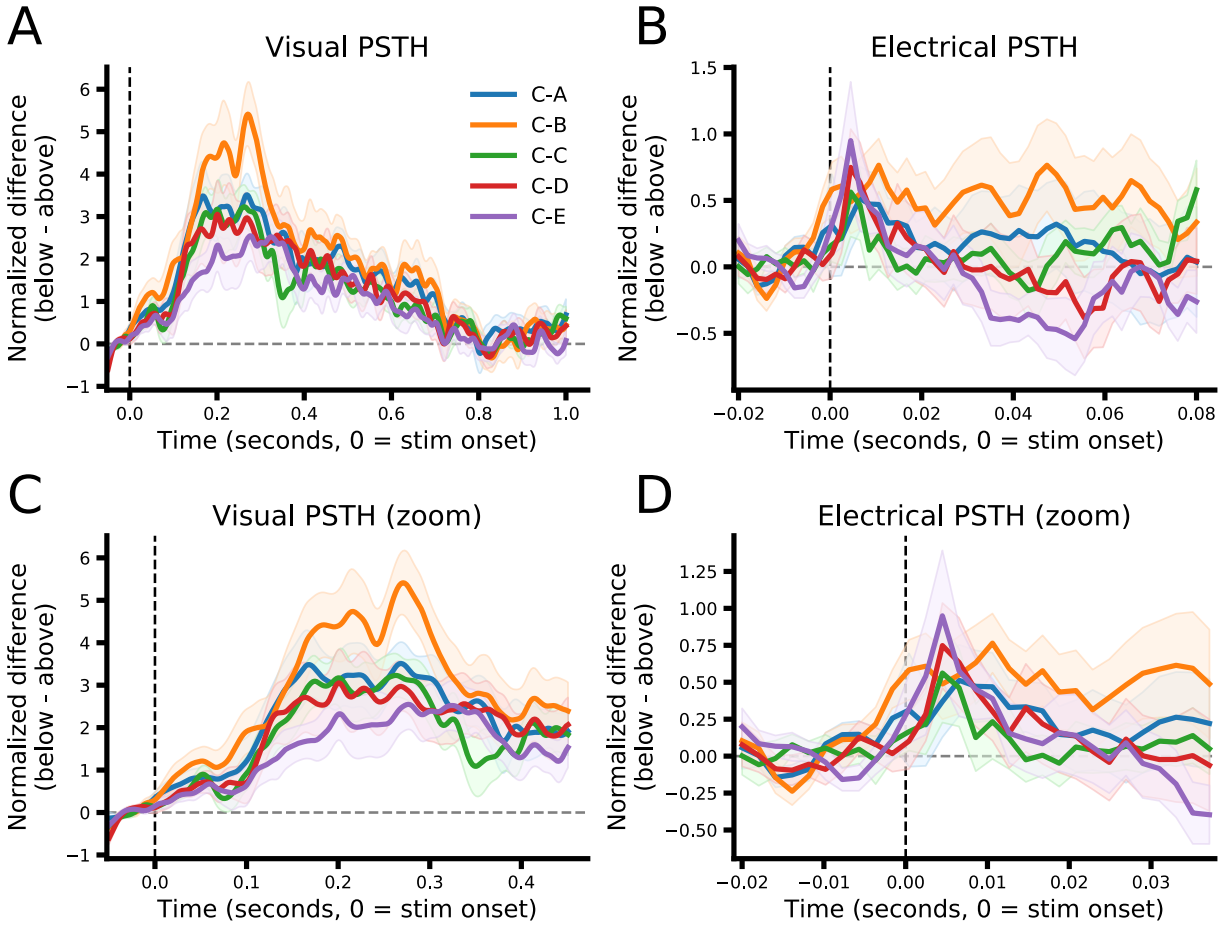 A
Visual PSTH
Normalized difference
(below - above)
6
5
4
3
2
1
0
−1
C-A
C-B
C-C
C-D
C-E
0.0 0.2 0.4 0.6 0.8 1.0
Time (seconds, 0 = stim onset)
B
Electrical PSTH
Normalized difference
(below - above)
1.5
1.0
0.5
0.0
−0.5
−0.02 0.00 0.02 0.04 0.06 0.08
Time (seconds, 0 = stim onset)
C
Visual PSTH (zoom)
Normalized difference
(below - above)
6
5
4
3
2
1
0
−1
0.0 0.1 0.2 0.3 0.4
Time (seconds, 0 = stim onset)
D
Electrical PSTH (zoom)
Normalized difference
(below - above)
1.25
1.00
0.75
0.50
0.25
0.00
−0.25
−0.50
−0.02 −0.01 0.00 0.01 0.02 0.03
Time (seconds, 0 = stim onset)